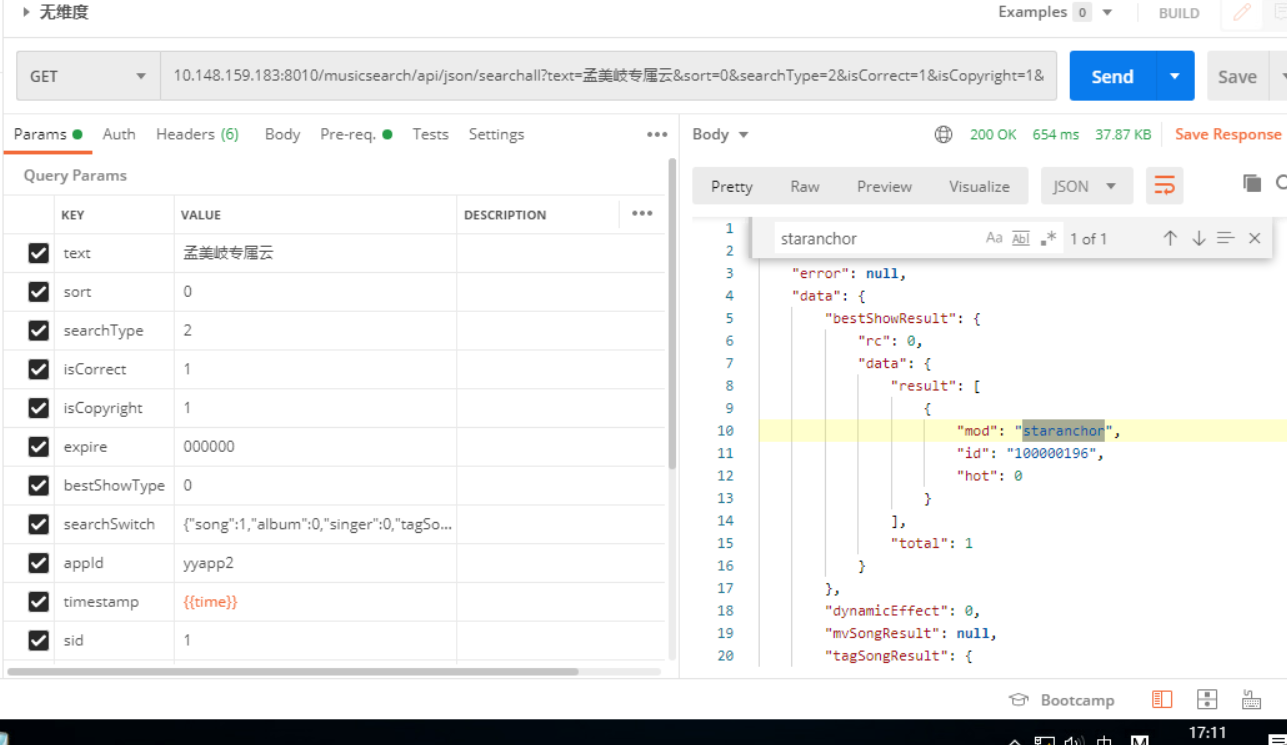 无维度
Examples 0 BUILD
GET 10.148.159.183:8010/musicsearch/api/json/searchall?text=孟美岐专属云&sort=0&searchType=2&isCorrect=1&isCopyright=1& Send Save
Params Auth Headers (6) Body Pre-req. Tests Settings •••
Query Params
KEY VALUE DESCRIPTION •••
text 孟美岐专属云
sort 0
searchType 2
isCorrect 1
isCopyright 1
expire 000000
bestShowType 0
searchSwitch {"song":1,"album":0,"singer":0,"tagSo...
appId yyapp2
timestamp {{time}}
sid 1
Body 200 OK 654 ms 37.87 KB Save Response
Pretty Raw Preview Visualize JSON
staranchor Aa Abl .* 1 of 1
1
2
3 "error": null,
4 "data": {
5 "bestShowResult": {
6 "rc": 0,
7 "data": {
8 "result": [
9 {
10 "mod": "staranchor",
11 "id": "100000196",
12 "hot": 0
13 }
14 ],
15 "total": 1
16 }
17 },
18 "dynamicEffect": 0,
19 "mvSongResult": null,
20 "tagSongResult": {
Bootcamp
中 M 17:11